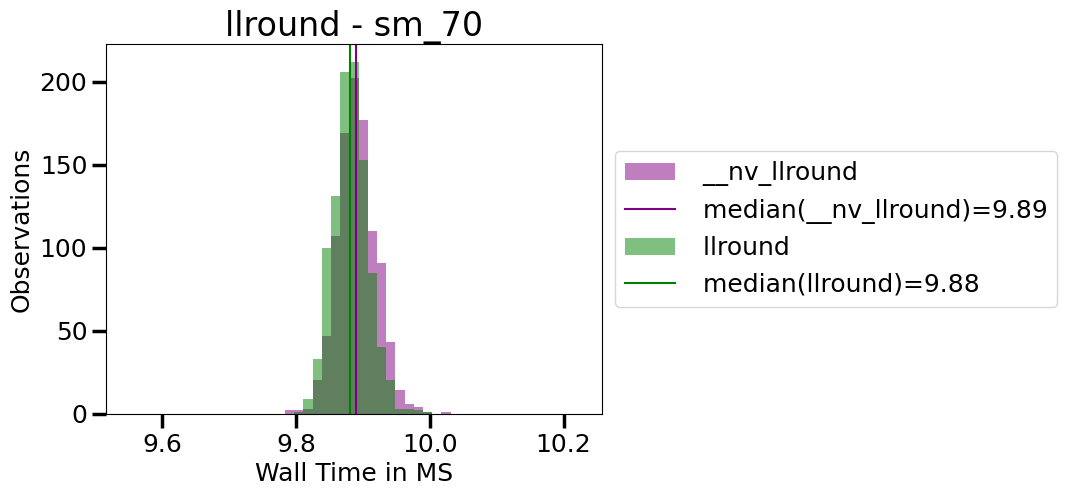 llround - sm_70
Observations
200
150
100
50
0
9.6 9.8 10.0 10.2
Wall Time in MS
__nv_llround
median(__nv_llround)=9.89
llround
median(llround)=9.88